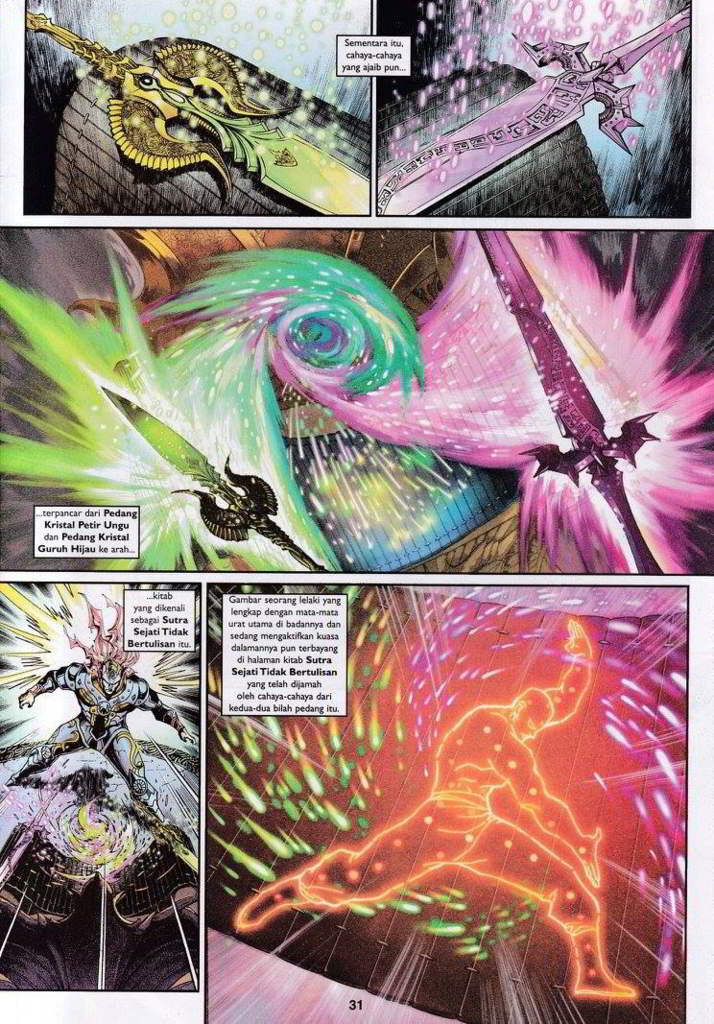 Sementara itu,
cahaya-cahaya
yang ajaib pun...
...terpancar dari Pedang
Kristal Petir Ungu
dan Pedang Kristal
Guruh Hijau ke arah...
...kitab
yang dikenali
sebagai Sutra
Sejati Tidak
Bertulisan itu.
Gambar seorang lelaki yang
lengkap dengan mata-mata
urat utama di badannya dan
sedang mengaktifkan kuasa
dalamannya pun terbayang
di halaman kitab Sutra
Sejati Tidak Bertulisan
yang telah dijamah
oleh cahaya-cahaya dari
kedua-dua bilah pedang itu.
31